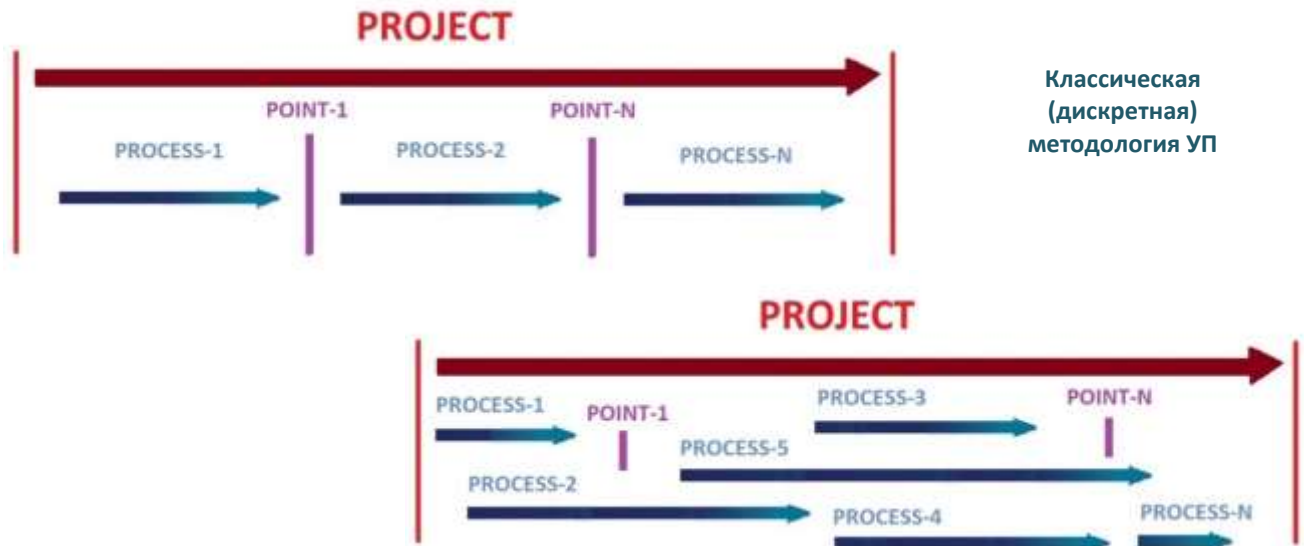 PROJECT
Классическая
(дискретная)
методология УП
POINT-1
POINT-N
PROCESS-1
PROCESS-2
PROCESS-N
PROJECT
PROCESS-1
POINT-1
PROCESS-3
POINT-N
PROCESS-5
PROCESS-2
PROCESS-4
PROCESS-N